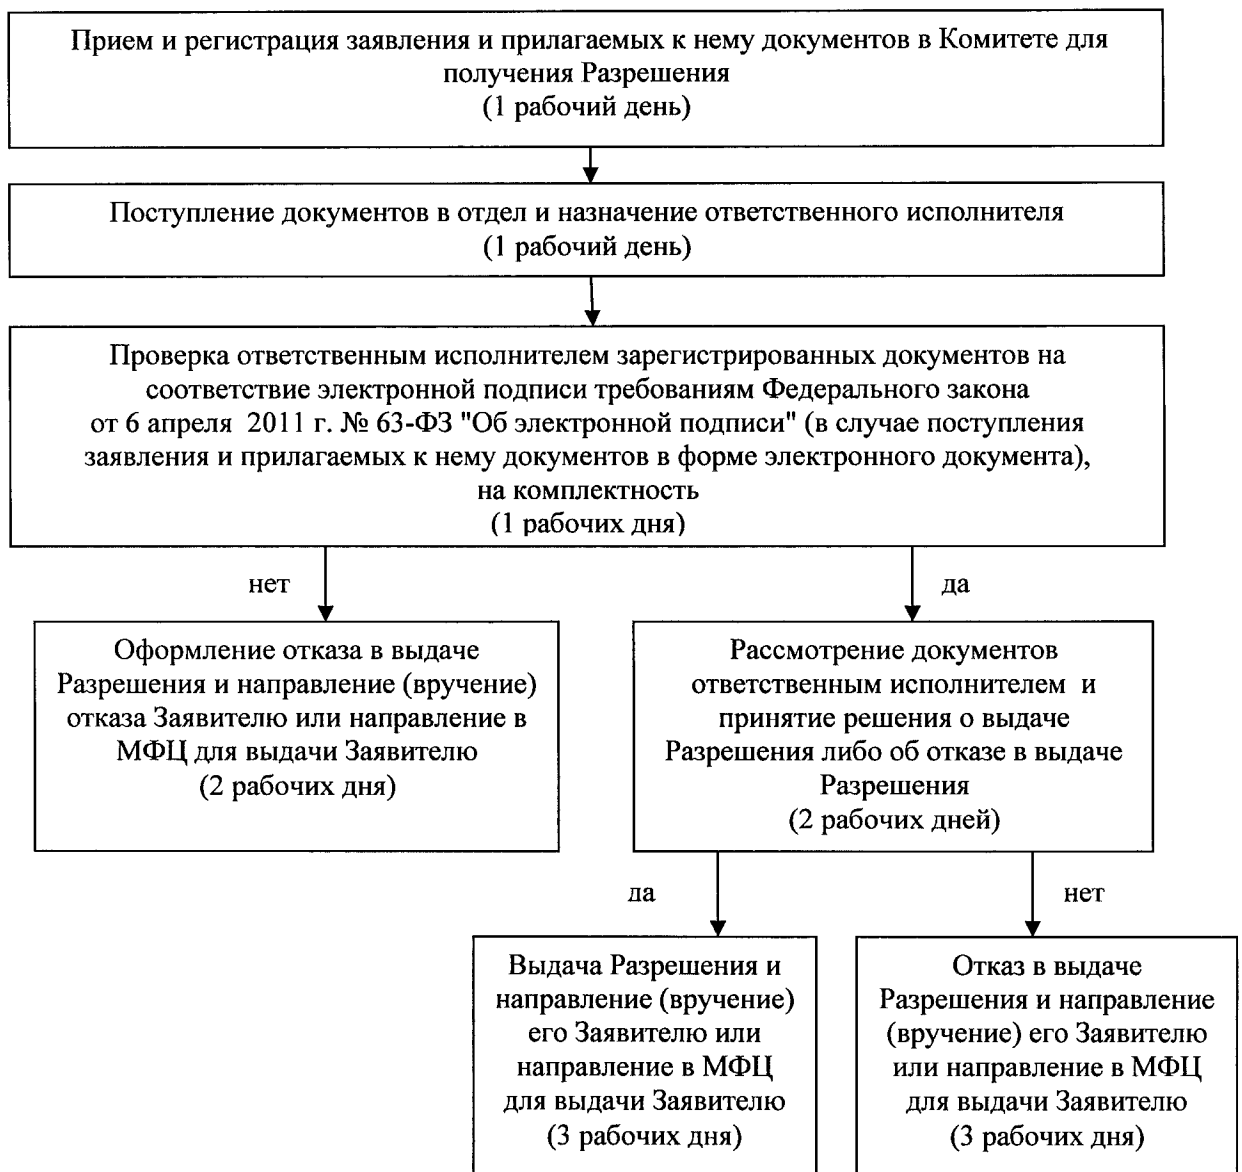 Прием и регистрация заявления и прилагаемых к нему документов в Комитете для
получения Разрешения
(1 рабочий день)
Поступление документов в отдел и назначение ответственного исполнителя
(1 рабочий день)
Проверка ответственным исполнителем зарегистрированных документов на
соответствие электронной подписи требованиям Федерального закона
от 6 апреля 2011 г. № 63-ФЗ "Об электронной подписи" (в случае поступления
заявления и прилагаемых к нему документов в форме электронного документа),
на комплектность
(1 рабочих дня)
нет
да
Оформление отказа в выдаче
Разрешения и направление (вручение)
отказа Заявителю или направление в
МФЦ для выдачи Заявителю
(2 рабочих дня)
Рассмотрение документов
ответственным исполнителем и
принятие решения о выдаче
Разрешения либо об отказе в выдаче
Разрешения
(2 рабочих дней)
да
нет
Выдача Разрешения и
направление (вручение)
его Заявителю или
направление в МФЦ
для выдачи Заявителю
(3 рабочих дня)
Отказ в выдаче
Разрешения и направление
(вручение) его Заявителю
или направление в МФЦ
для выдачи Заявителю
(3 рабочих дня)